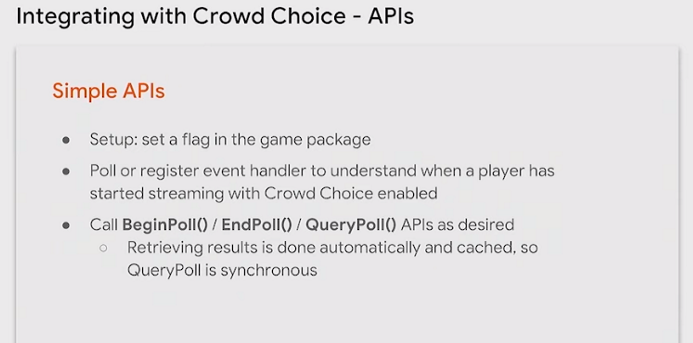 Integrating with Crowd Choice - APIs
Simple APIs
● Setup: set a flag in the game package
● Poll or register event handler to understand when a player has
started streaming with Crowd Choice enabled
● Call BeginPoll() / EndPoll() / QueryPoll() APIs as desired
○ Retrieving results is done automatically and cached, so
QueryPoll is synchronous